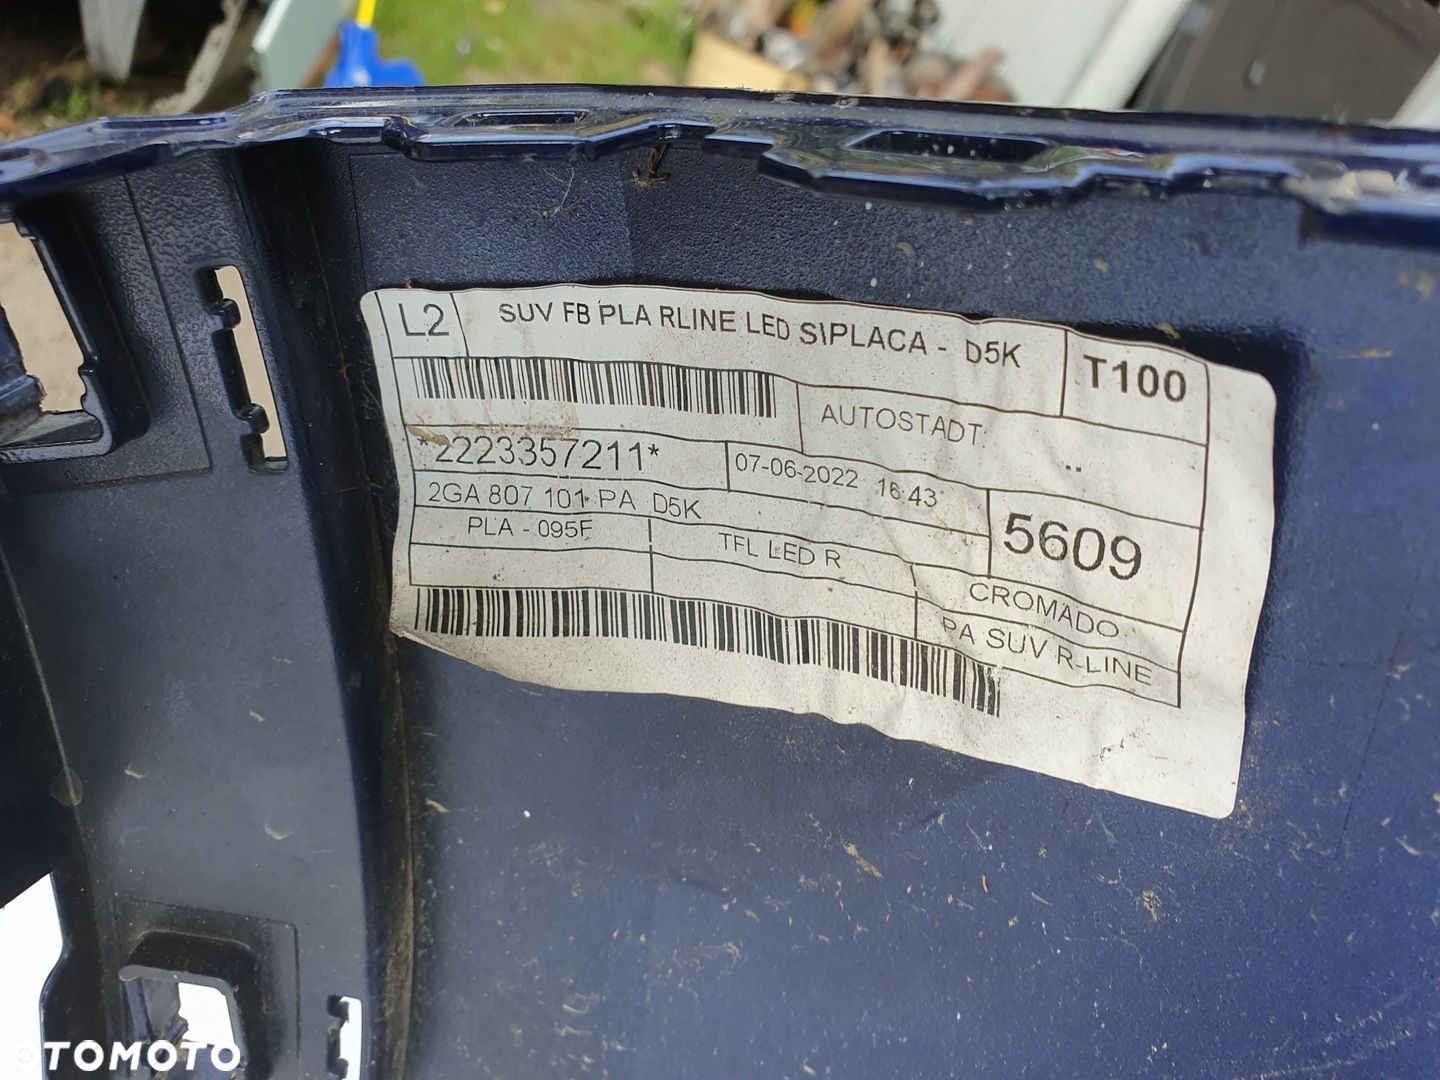 L2
SUV FB PLA RLINE LED S\PLACA - D5K
T100
AUTOSTADT:
..
*2223357211*
07-06-2022 16:43
2GA 807 101 PA D5K
5609
PLA - 095F
TFL LED R
CROMADO
PA SUV R-LINE
OTOMOTO